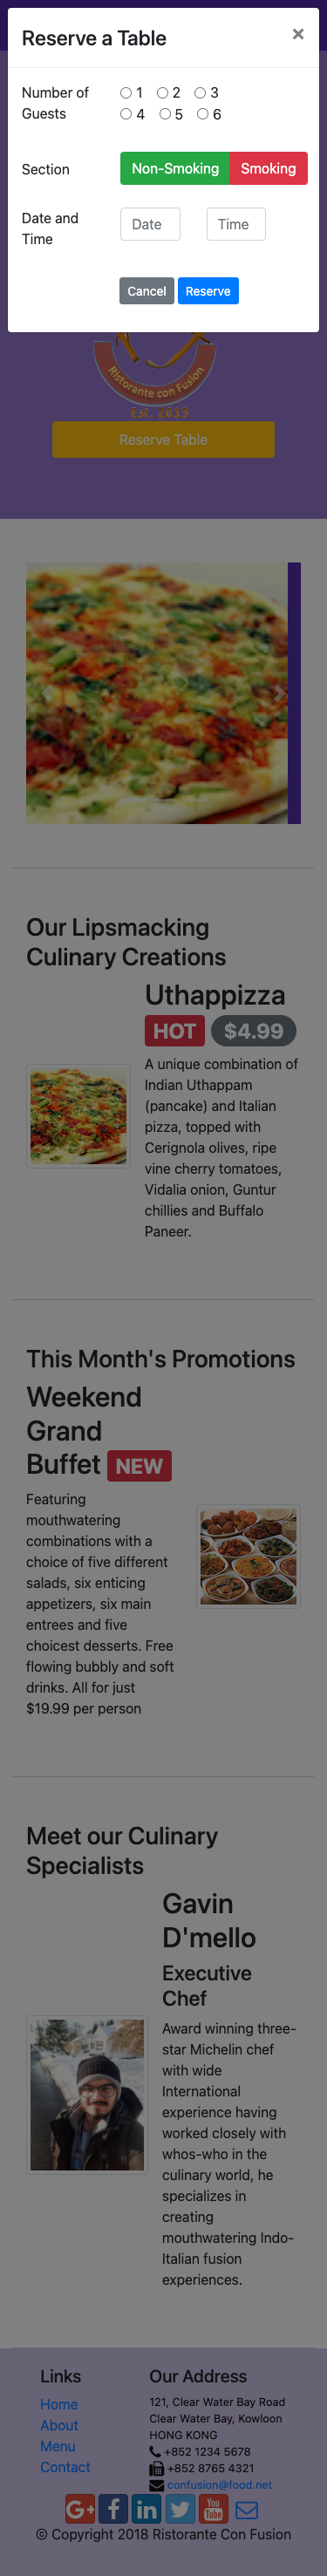 Reserve a Table
×
Number of
Guests
1 2 3
4 5 6
Section
Non-Smoking Smoking
Date and
Time
Date Time
Cancel Reserve
Ristorante con Fusion
Est. 2013
Reserve Table
Our Lipsmacking
Culinary Creations
Uthappizza
HOT $4.99
A unique combination of
Indian Uthappam
(pancake) and Italian
pizza, topped with
Cerignola olives, ripe
vine cherry tomatoes,
Vidalia onion, Guntur
chillies and Buffalo
Paneer.
This Month's Promotions
Weekend
Grand
Buffet NEW
Featuring
mouthwatering
combinations with a
choice of five different
salads, six enticing
appetizers, six main
entrees and five
choicest desserts. Free
flowing bubbly and soft
drinks. All for just
$19.99 per person
Meet our Culinary
Specialists
Gavin
D'mello
Executive
Chef
Award winning three-
star Michelin chef
with wide
International
experience having
worked closely with
whos-who in the
culinary world, he
specializes in
creating
mouthwatering Indo-
Italian fusion
experiences.
Links
Home
About
Menu
Contact
Our Address
121, Clear Water Bay Road
Clear Water Bay, Kowloon
HONG KONG
+852 1234 5678
+852 8765 4321
confusion@food.net
G+ f in You Tube
© Copyright 2018 Ristorante Con Fusion